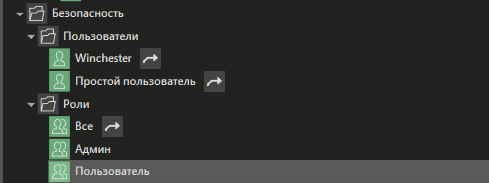 Безопасность
Пользователи
Winchester
Простой пользователь
Роли
Все
Админ
Пользователь